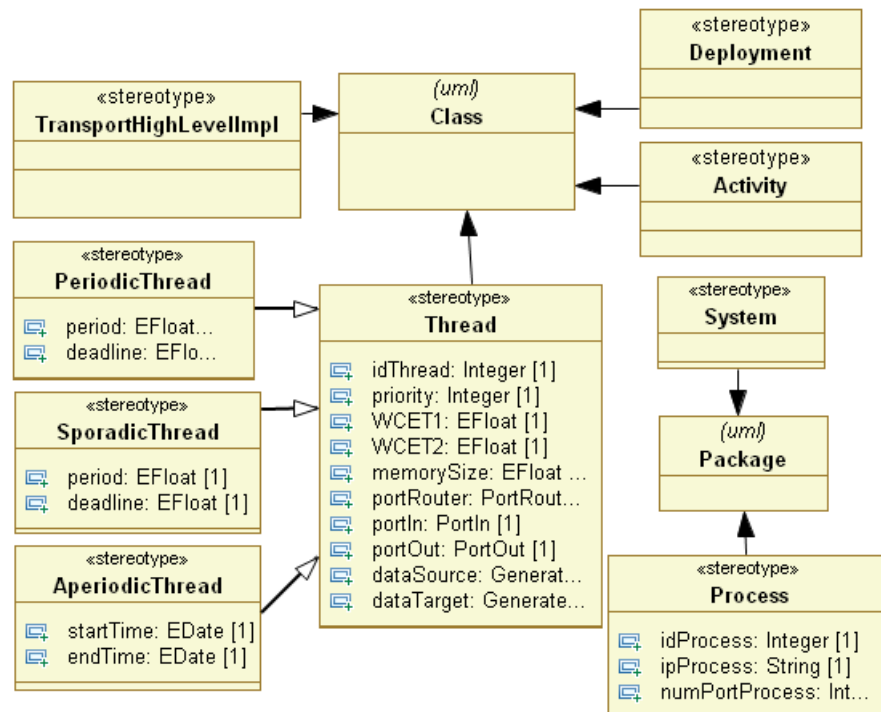 «stereotype»
TransportHighLevelImpl
(uml)
Class
«stereotype»
Deployment
«stereotype»
Activity
«stereotype»
PeriodicThread
period: EFloat...
deadline: EFlo...
«stereotype»
SporadicThread
period: EFloat [1]
deadline: EFloat [1]
«stereotype»
AperiodicThread
startTime: EDate [1]
endTime: EDate [1]
«stereotype»
Thread
idThread: Integer [1]
priority: Integer [1]
WCET1: EFloat [1]
WCET2: EFloat [1]
memorySize: EFloat ...
portRouter: PortRout...
portIn: PortIn [1]
portOut: PortOut [1]
dataSource: Generat...
dataTarget: Generate...
«stereotype»
System
(uml)
Package
«stereotype»
Process
idProcess: Integer [1]
ipProcess: String [1]
numPortProcess: Int...